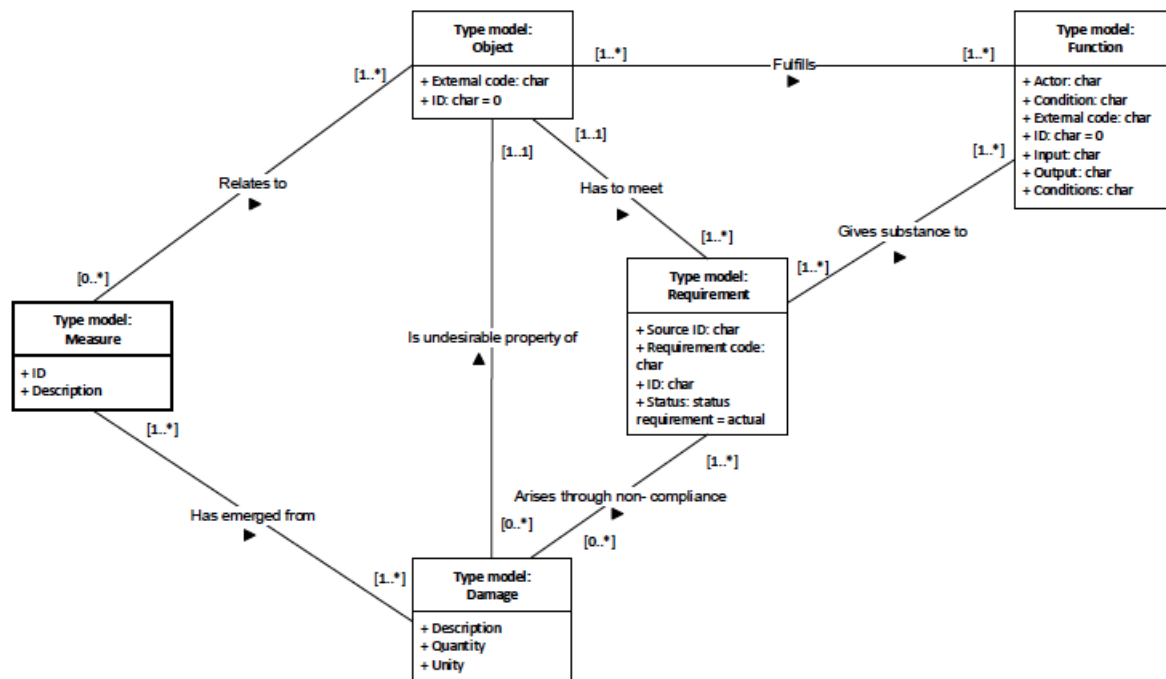 Type model:
Object
+ External code: char
+ ID: char = 0
Type model:
Function
+ Actor: char
+ Condition: char
+ External code: char
+ ID: char = 0
+ Input: char
+ Output: char
+ Conditions: char
[1..*]
[1..*]
Fulfills
[1..*]
[1..1]
[1..1]
[1..*]
Relates to
Has to meet
Gives substance to
[0..*]
[1..*]
[1..*]
Type model:
Measure
+ ID
+ Description
Type model:
Requirement
+ Source ID: char
+ Requirement code:
char
+ ID: char
+ Status: status
requirement = actual
Is undesirable property of
[1..*]
[1..*]
Has emerged from
Arises through non- compliance
[0..*]
[0..*]
[1..*]
Type model:
Damage
+ Description
+ Quantity
+ Unity